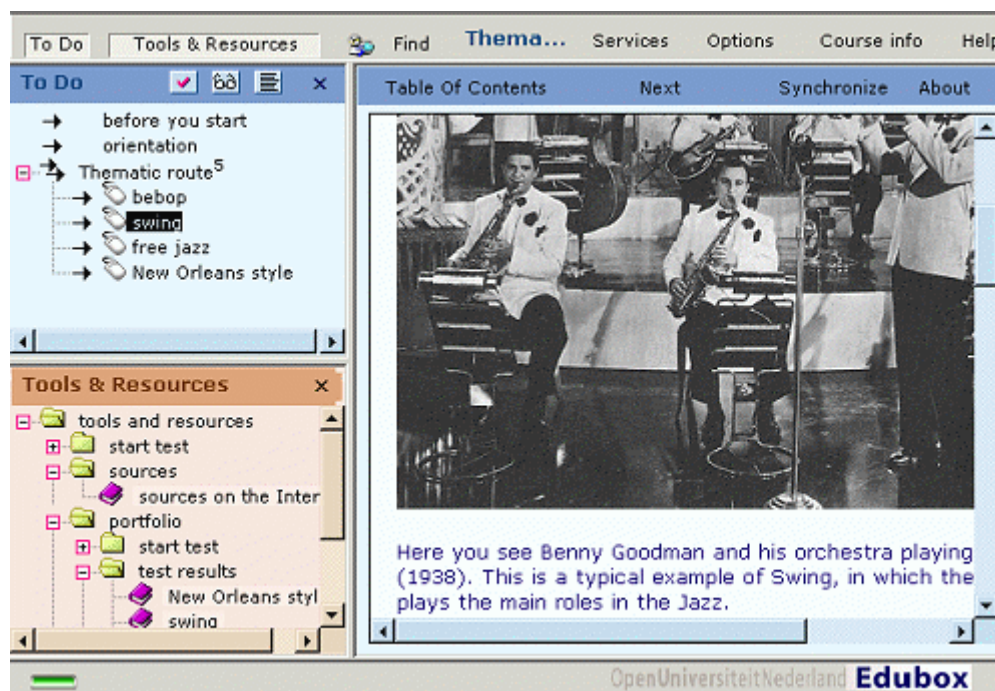 To Do Tools & Resources Find Thema... Services Options Course info Help
To Do
before you start
orientation
Thematic route5
bebop
swing
free jazz
New Orleans style
Tools & Resources
tools and resources
start test
sources
sources on the Inter
portfolio
start test
test results
New Orleans styl
swing
Table Of Contents Next Synchronize About
Here you see Benny Goodman and his orchestra playing
(1938). This is a typical example of Swing, in which the
plays the main roles in the Jazz.
OpenUniversiteitNederland Edubox